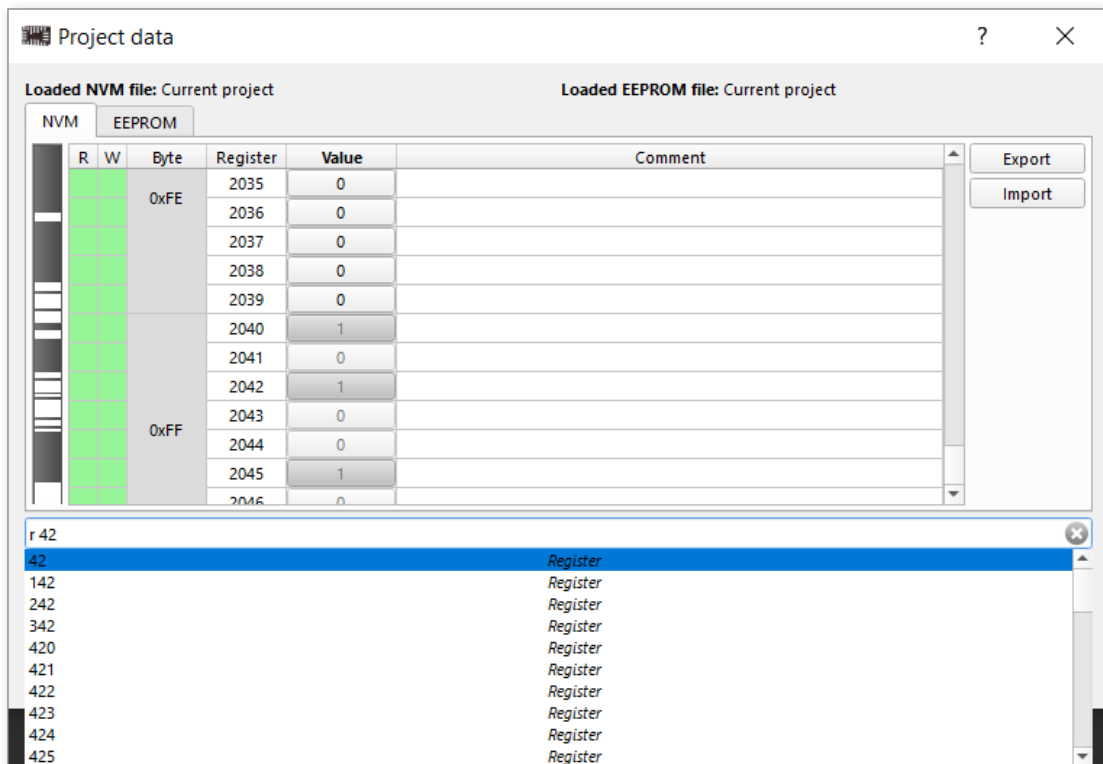 Project data ? ×
Loaded NVM file: Current project Loaded EEPROM file: Current project
NVM EEPROM
R W Byte Register Value Comment Export
Import
0xFE
2035 0
2036 0
2037 0
2038 0
2039 0
2040 1
2041 0
2042 1
2043 0
0xFF
2044 0
2045 1
2046 0
r 42
42 Register
142 Register
242 Register
342 Register
420 Register
421 Register
422 Register
423 Register
424 Register
425 Register